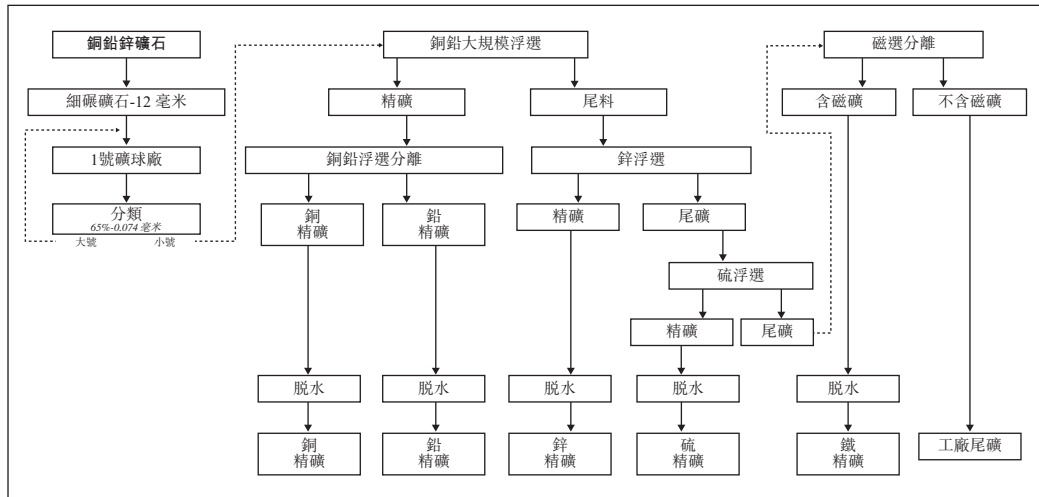 銅鉛鋅礦石
細碾礦石-12 毫米
1號礦球廠
分類
65%-0.074 毫米
大號
小號
銅鉛大規模浮選
精礦
尾料
銅鉛浮選分離
鋅浮選
銅
精礦
鉛
精礦
精礦
尾礦
硫浮選
精礦
尾礦
脫水
脫水
脫水
脫水
銅
精礦
鉛
精礦
鋅
精礦
硫
精礦
磁選分離
含磁礦
不含磁礦
脫水
鐵
精礦
工廠尾礦